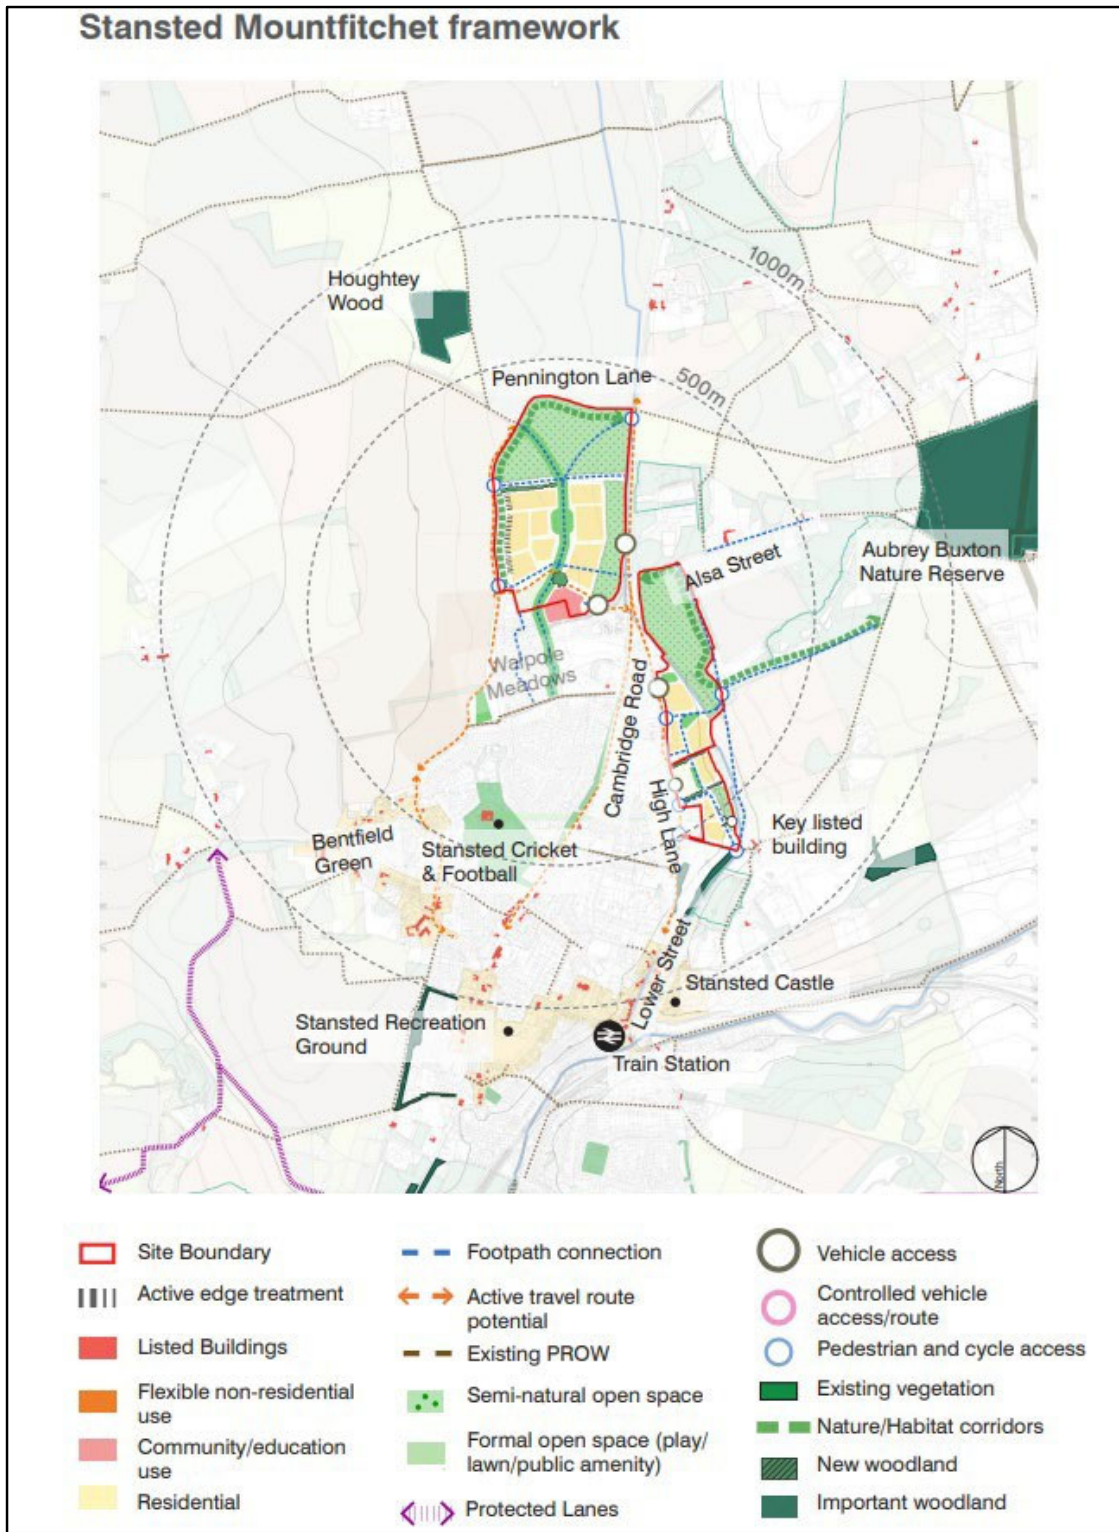 Stansted Mountfitchet framework
1000m
Houghtey
Wood
Pennington Lane
500m
Alsa Street
Aubrey Buxton
Nature Reserve
Walpole
Meadows
Cambridge Road
High Lane
Key listed
building
Bentfield
Green
Stansted Cricket
& Football
Lower Street
Stansted Castle
Stansted Recreation
Ground
Train Station
North
Site Boundary
Active edge treatment
Listed Buildings
Flexible non-residential
use
Community/education
use
Residential
Footpath connection
Active travel route
potential
Existing PROW
Semi-natural open space
Formal open space (play/
lawn/public amenity)
Protected Lanes
Vehicle access
Controlled vehicle
access/route
Pedestrian and cycle access
Existing vegetation
Nature/Habitat corridors
New woodland
Important woodland